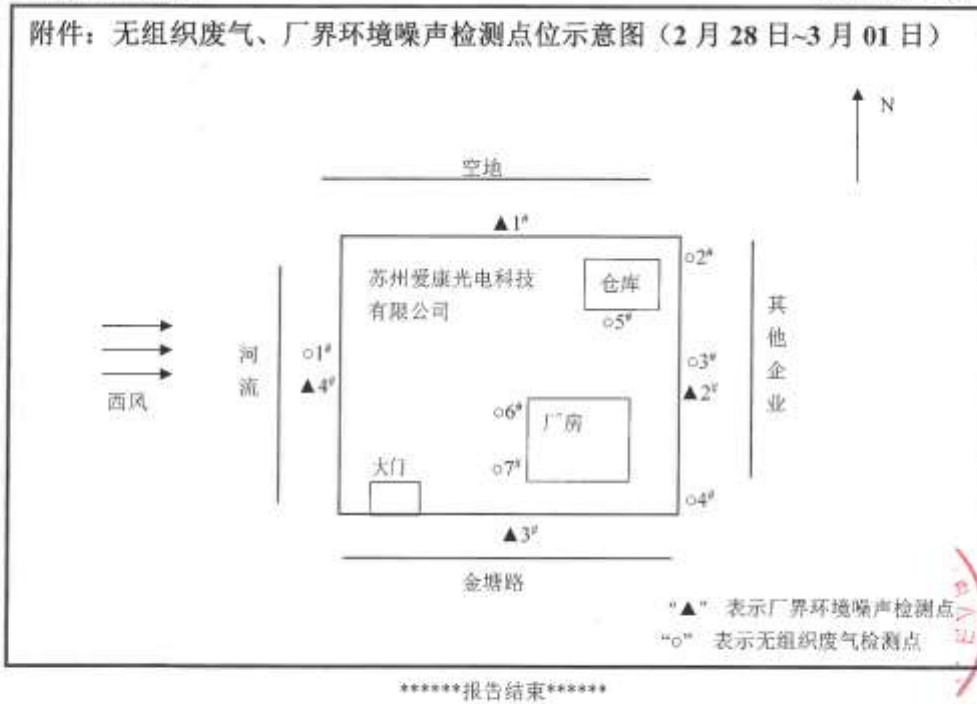 附件：无组织废气、厂界环境噪声检测点位示意图（2 月 28 日~3 月 01 日）
N
空地
▲1#
○2#
苏州爱康光电科技
有限公司
仓库
○5#
其他企业
河流
○1#
▲4#
○3#
▲2#
西风
○6#
厂房
○7#
大门
○4#
▲3#
金塘路
“▲” 表示厂界环境噪声检测点
“○” 表示无组织废气检测点
******报告结束******